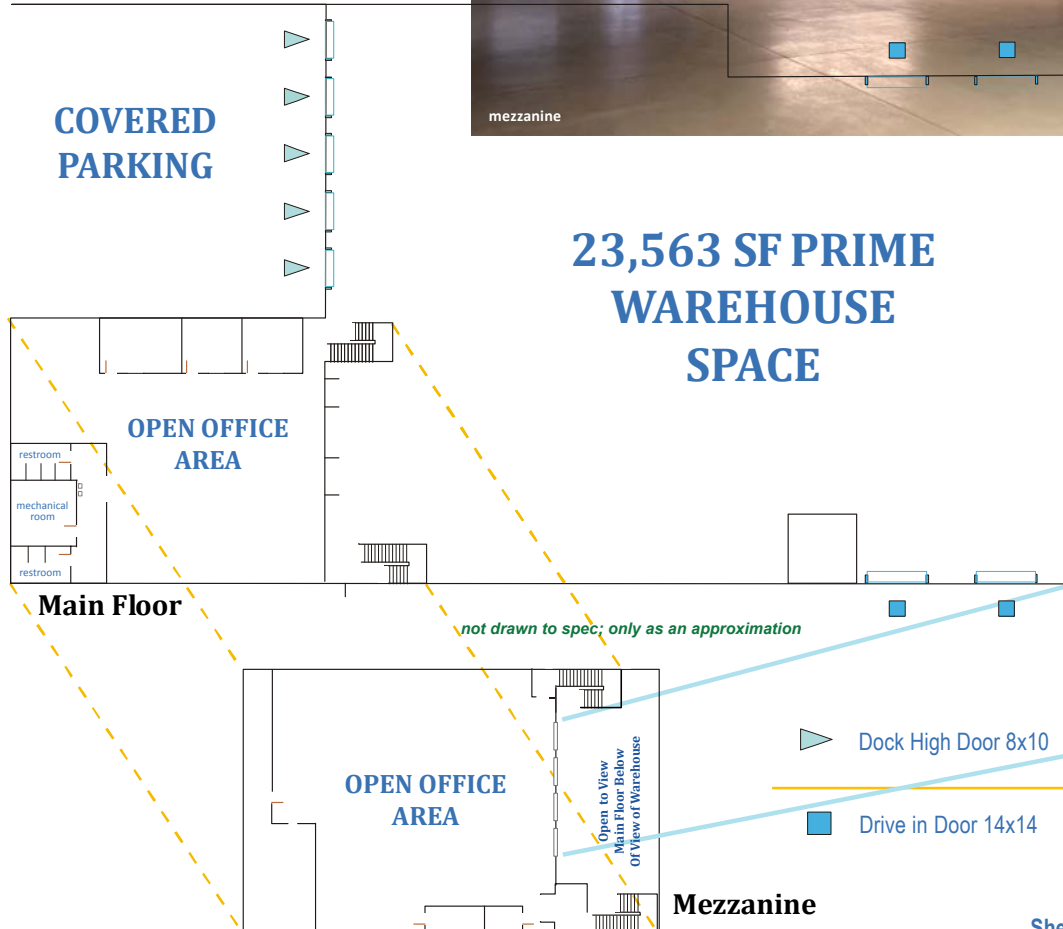 mezzanine
COVERED
PARKING
23,563 SF PRIME
WAREHOUSE
SPACE
OPEN OFFICE
AREA
restroom
mechanical
room
restroom
Main Floor
not drawn to spec; only as an approximation
OPEN OFFICE
AREA
Open to View
Main Floor Below
Of View of Warehouse
Dock High Door 8x10
Drive in Door 14x14
Mezzanine